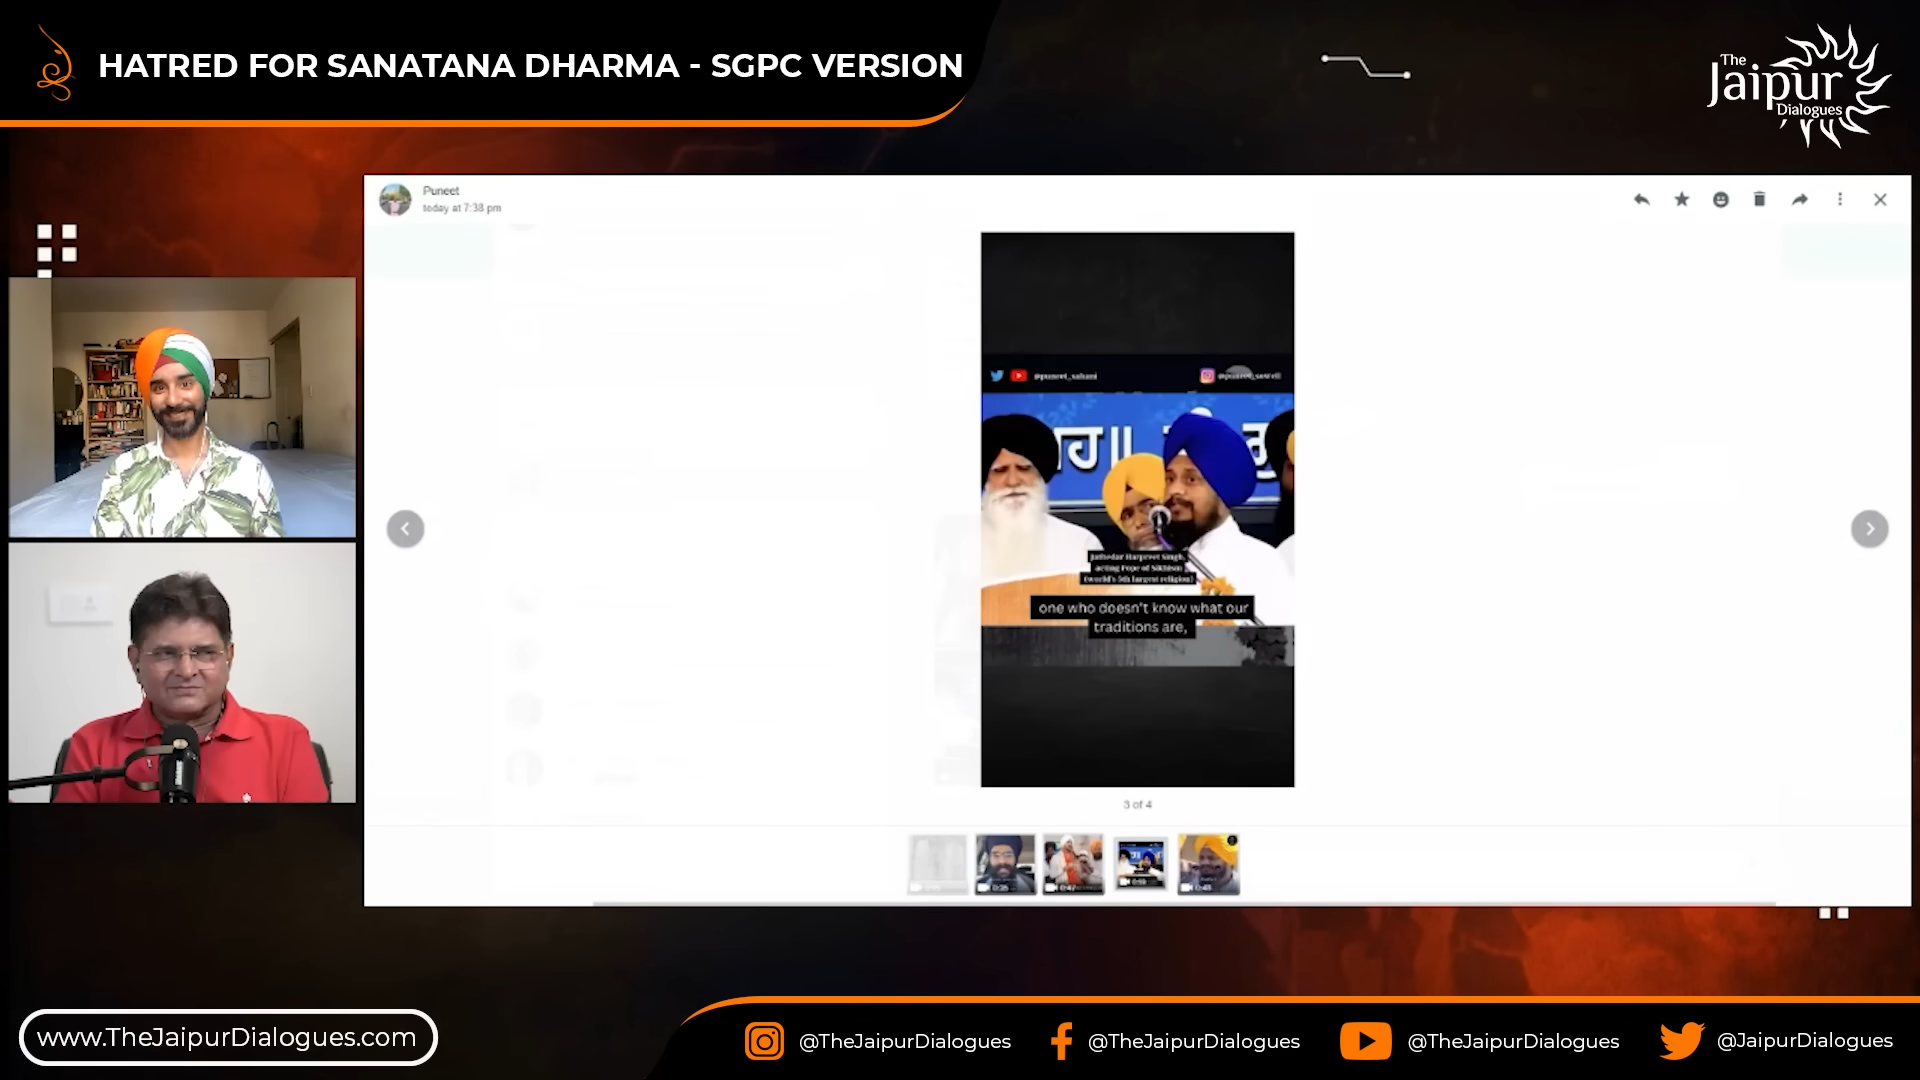 HATRED FOR SANATANA DHARMA - SGPC VERSION
The
Jaipur
Dialogues
Puneet
today at 7:38 pm
@puneet_sahani
ਹ॥
Jathedar Harpreet Singh,
acting Pope of Sikhism
(world's 5th largest religion)
one who doesn't know what our
traditions are,
3 of 4
www.TheJaipurDialogues.com
@TheJaipurDialogues
@TheJaipurDialogues
@TheJaipurDialogues
@JaipurDialogues